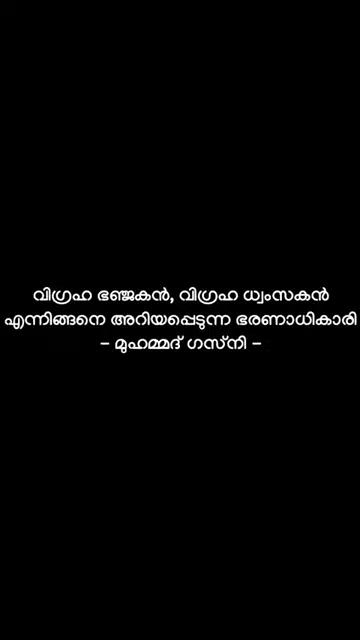 വിഗ്രഹ ഭഞ്ജകൻ, വിഗ്രഹ ധ്വംസകൻ
എന്നിങ്ങനെ അറിയപ്പെടുന്ന ഭരണാധികാരി
- മുഹമ്മദ് ഗസ്നി -